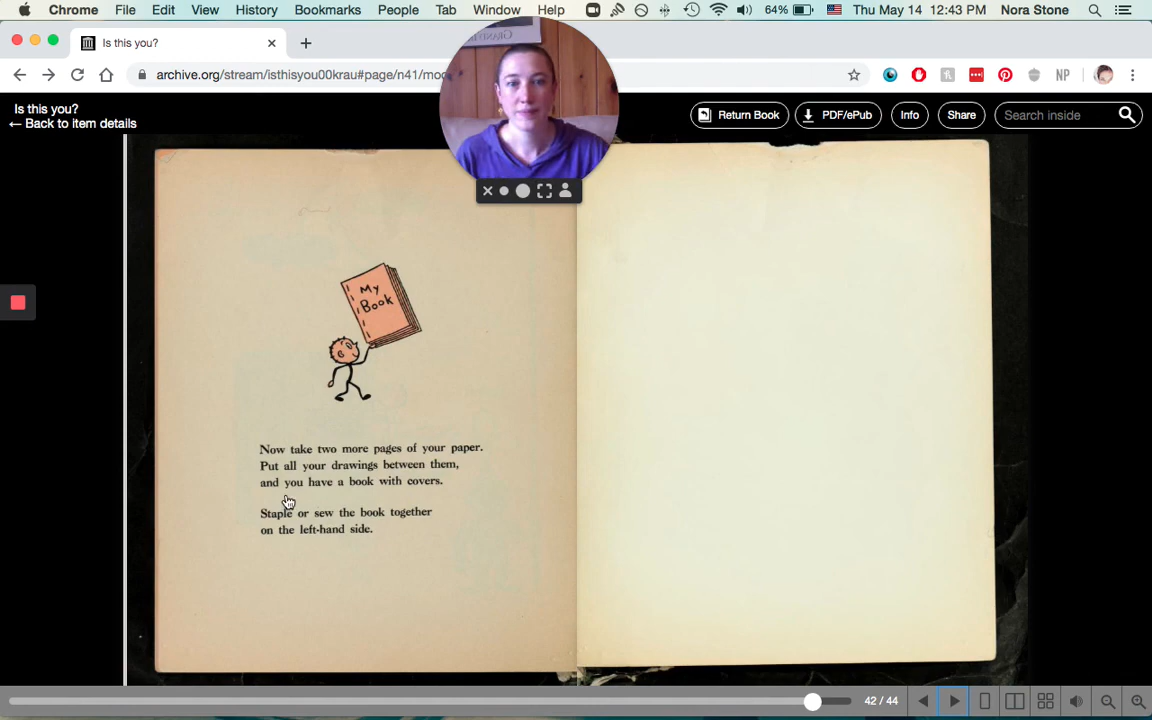 Chrome File Edit View History Bookmarks People Tab Window Help 64% Thu May 14 12:43 PM Nora Stone
Is this you?
archive.org/stream/isthisyou00krau#page/n41/mod
NP
Is this you?
← Back to item details
Return Book PDF/ePub Info Share Search inside
My
Book
Now take two more pages of your paper.
Put all your drawings between them,
and you have a book with covers.
Staple or sew the book together
on the left-hand side.
42 / 44